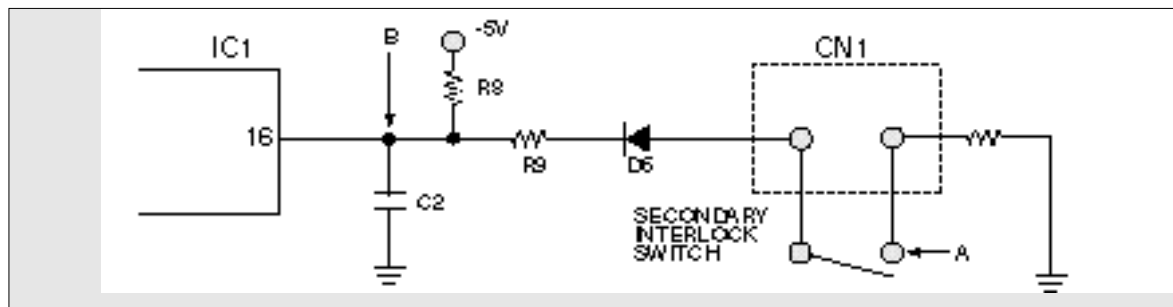 IC1
B
-5V
CN1
R8
16
R9
D6
C2
SECONDARY
INTERLOCK
SWITCH
A